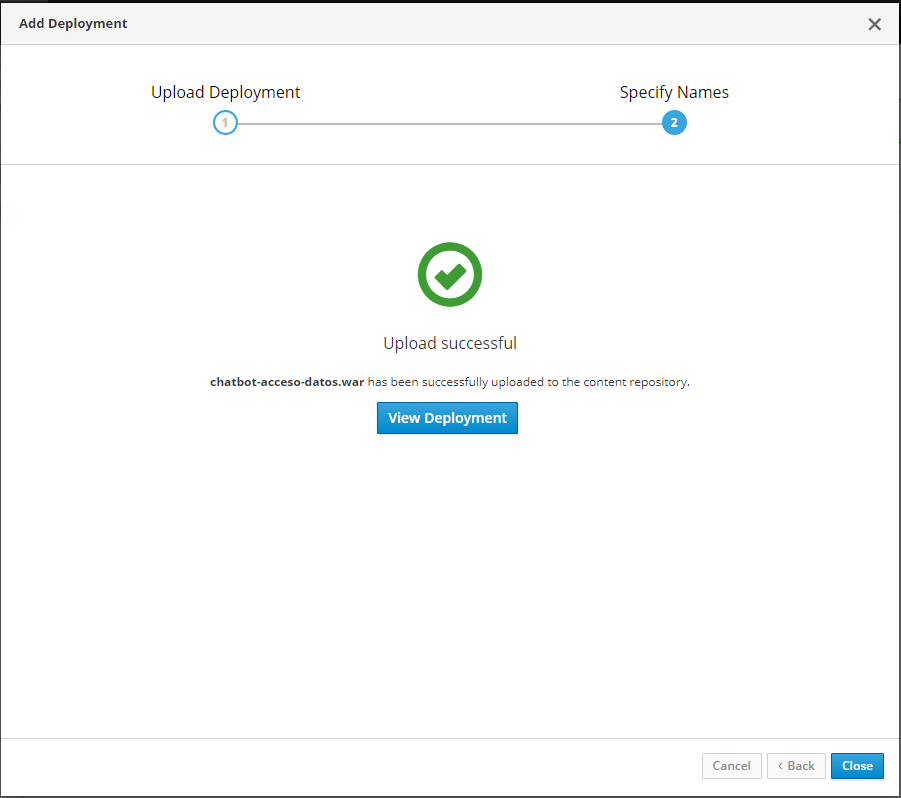 Add Deployment
Upload Deployment
Specify Names
1
2
Upload successful
chatbot-acceso-datos.war has been successfully uploaded to the content repository.
View Deployment
Cancel
< Back
Close